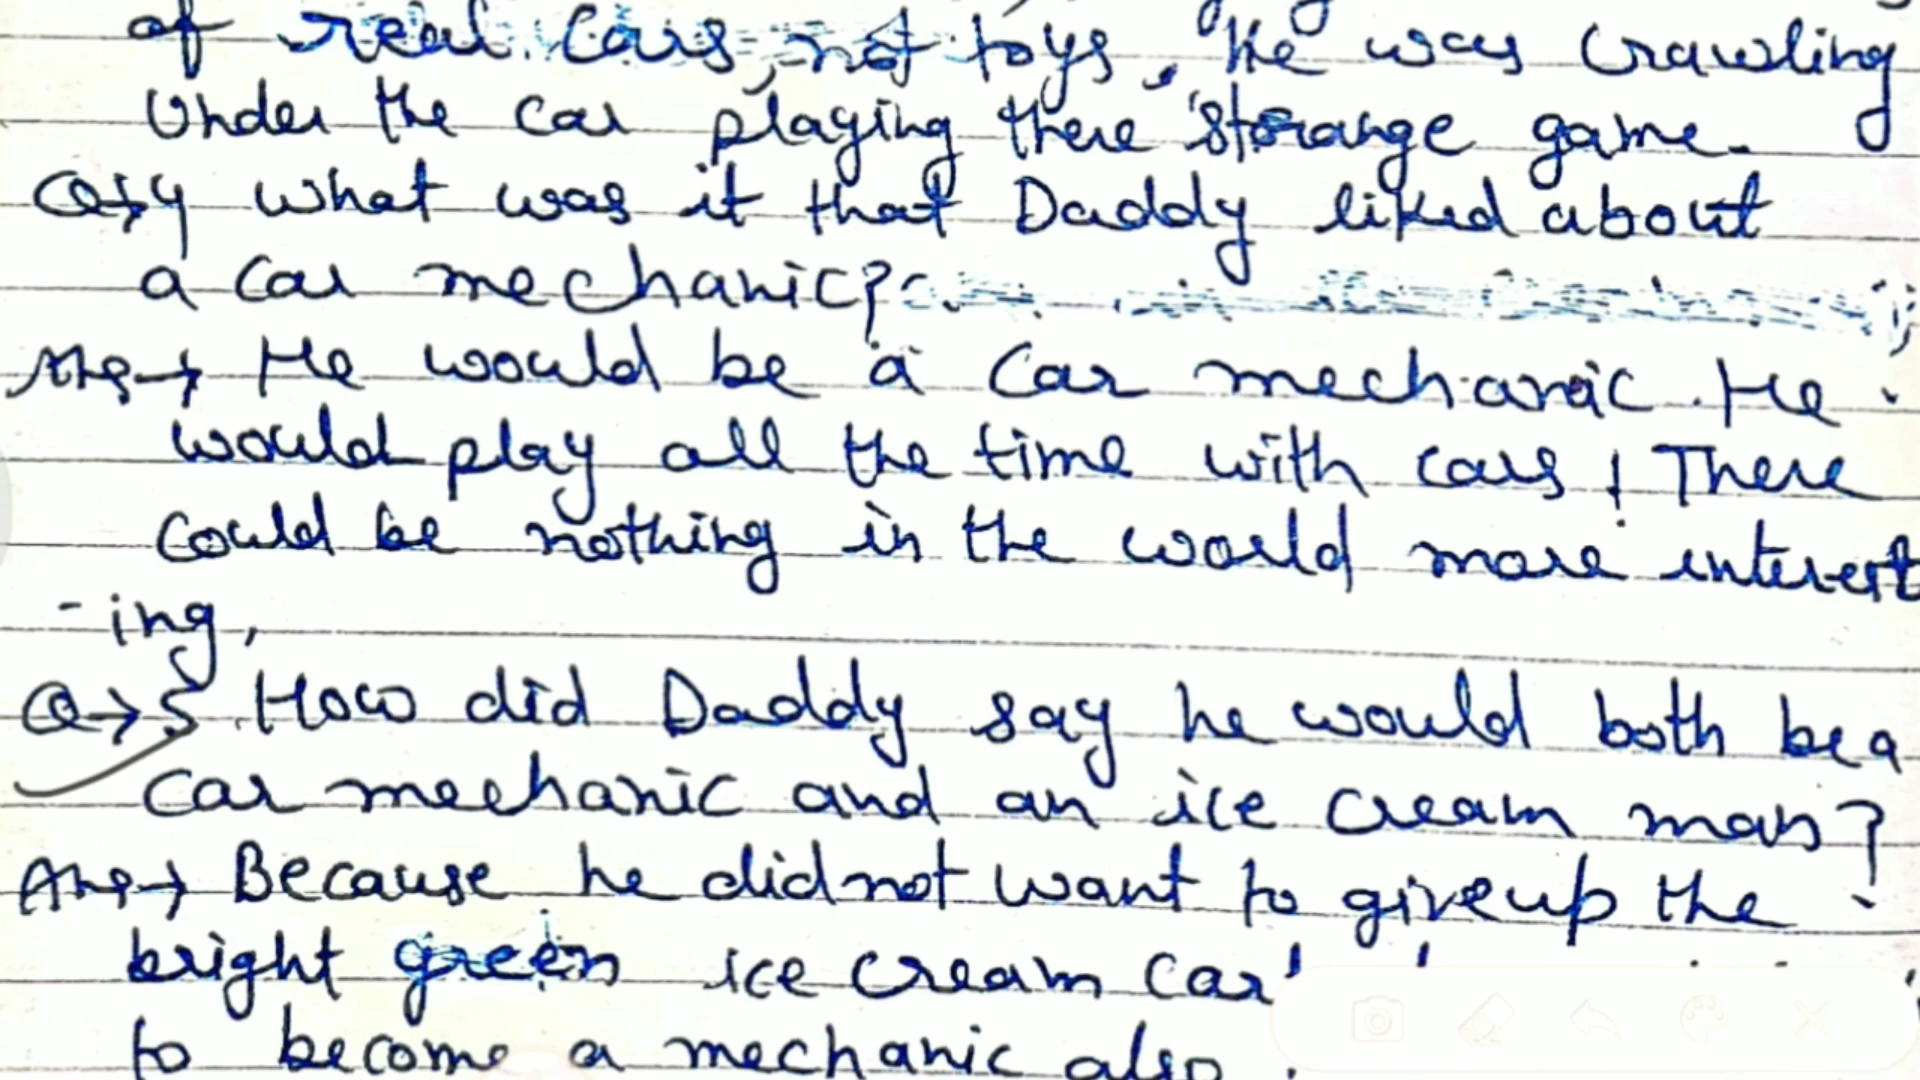 of real cars, not toys, He was crawling
Under the car playing there strange game.
Q→4 What was it that Daddy liked about
a car mechanic?
Ans→ He would be a car mechanic. He
would play all the time with cars! There
could be nothing in the world more interest
-ing,
Q→5 How did Daddy say he would both be a
car mechanic and an ice cream man?
Ans→ Because he did not want to give up the
bright green ice cream
to become a mechanic also.